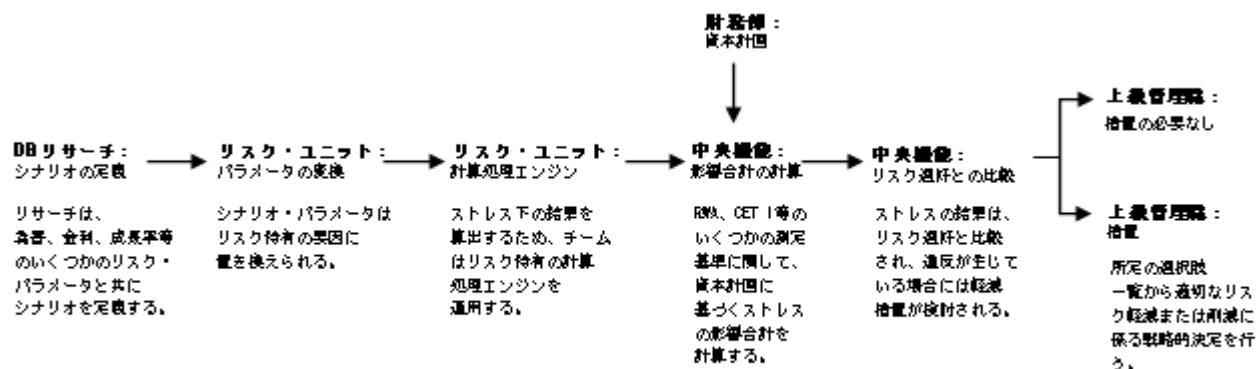 財務部：
資本計画
上級管理職：
措置の必要なし
DBリサーチ：
シナリオの定義
リサーチは、
為替、金利、成長率等
のいくつかのリスク・
パラメータと共に
シナリオを定義する。
リスク・ユニット：
パラメータの変換
シナリオ・パラメータは
リスク特有の要因に
置き換えられる。
リスク・ユニット：
計算処理エンジン
ストレス下の結果を
算出するため、チーム
はリスク特有の計算
処理エンジンを
運用する。
中央機能：
影響合計の計算
RWA、CET 1等の
いくつかの測定
基準に関して、
資本計画に
基づくストレス
の影響合計を
計算する。
中央機能：
リスク選好との比較
ストレスの結果は、
リスク選好と比較
され、違反が生じて
いる場合には軽減
措置が検討される。
上級管理職：
措置
所定の選択肢
一覧から適切なリス
ク軽減または削減に
係る戦略的決定を行
う。